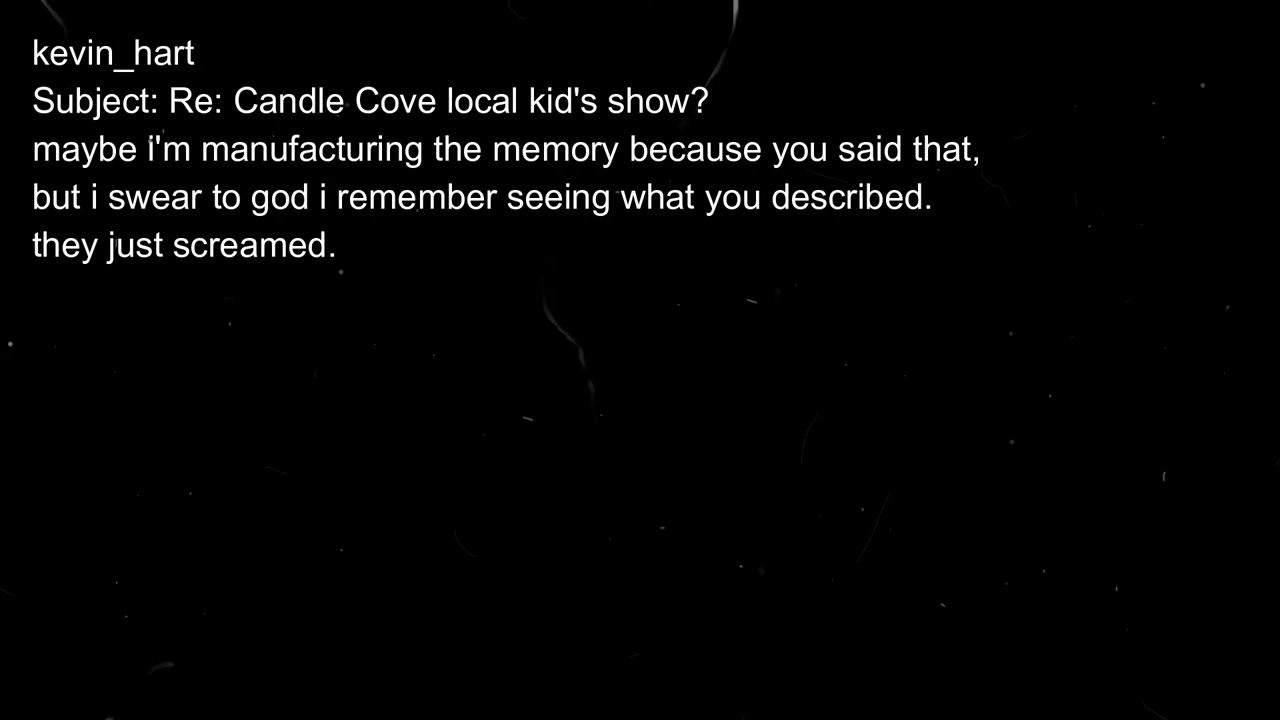 kevin_hart
Subject: Re: Candle Cove local kid's show?
maybe i'm manufacturing the memory because you said that,
but i swear to god i remember seeing what you described.
they just screamed.